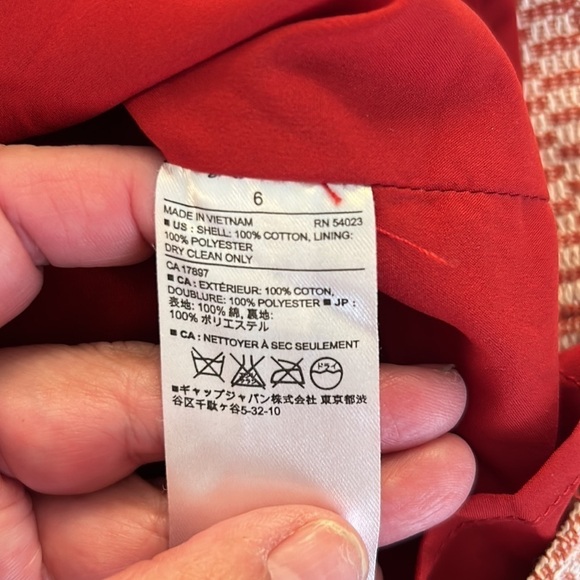 6
MADE IN VIETNAM RN 54023
■ US : SHELL: 100% COTTON, LINING:
100% POLYESTER
DRY CLEAN ONLY
CA 17897
■ CA : EXTÉRIEUR: 100% COTON,
DOUBLURE: 100% POLYESTER ■ JP :
表地: 100% 綿, 裏地:
100% ポリエステル
■ CA : NETTOYER À SEC SEULEMENT
ドライ
■ギャップジャパン株式会社 東京都渋
谷区千駄ヶ谷5-32-10